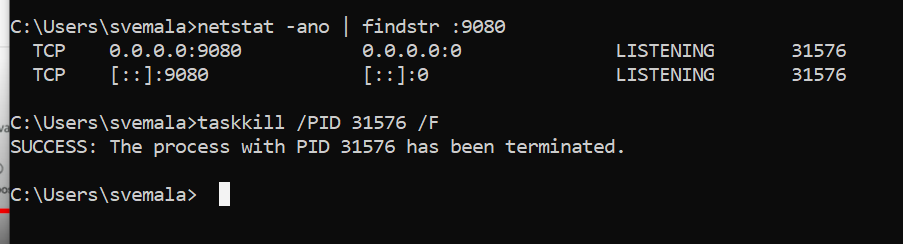 C:\Users\svemala>netstat -ano | findstr :9080
  TCP    0.0.0.0:9080           0.0.0.0:0              LISTENING       31576
  TCP    [::]:9080              [::]:0                 LISTENING       31576
C:\Users\svemala>taskkill /PID 31576 /F
SUCCESS: The process with PID 31576 has been terminated.
C:\Users\svemala>